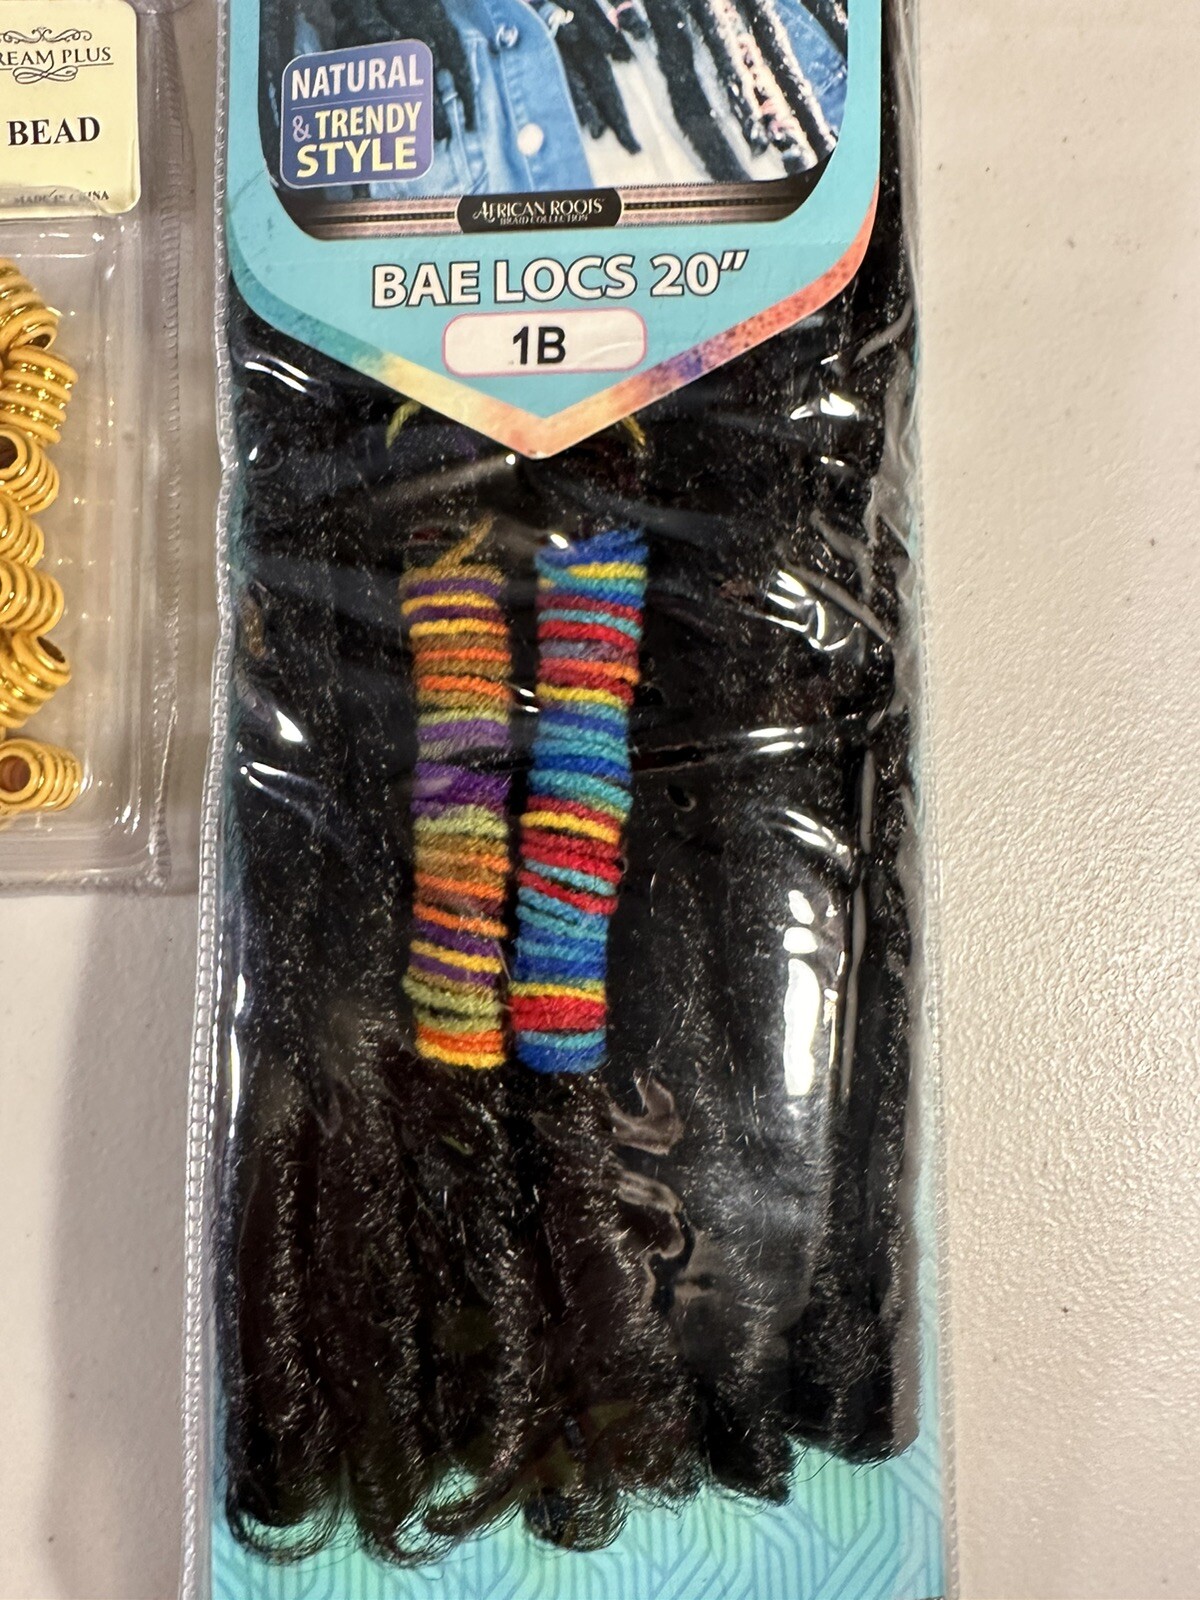 REAM PLUS
BEAD
MADE IN CHINA
NATURAL
& TRENDY
STYLE
AFRICAN ROOTS
BRAID COLLECTION
BAE LOCS 20"
1B